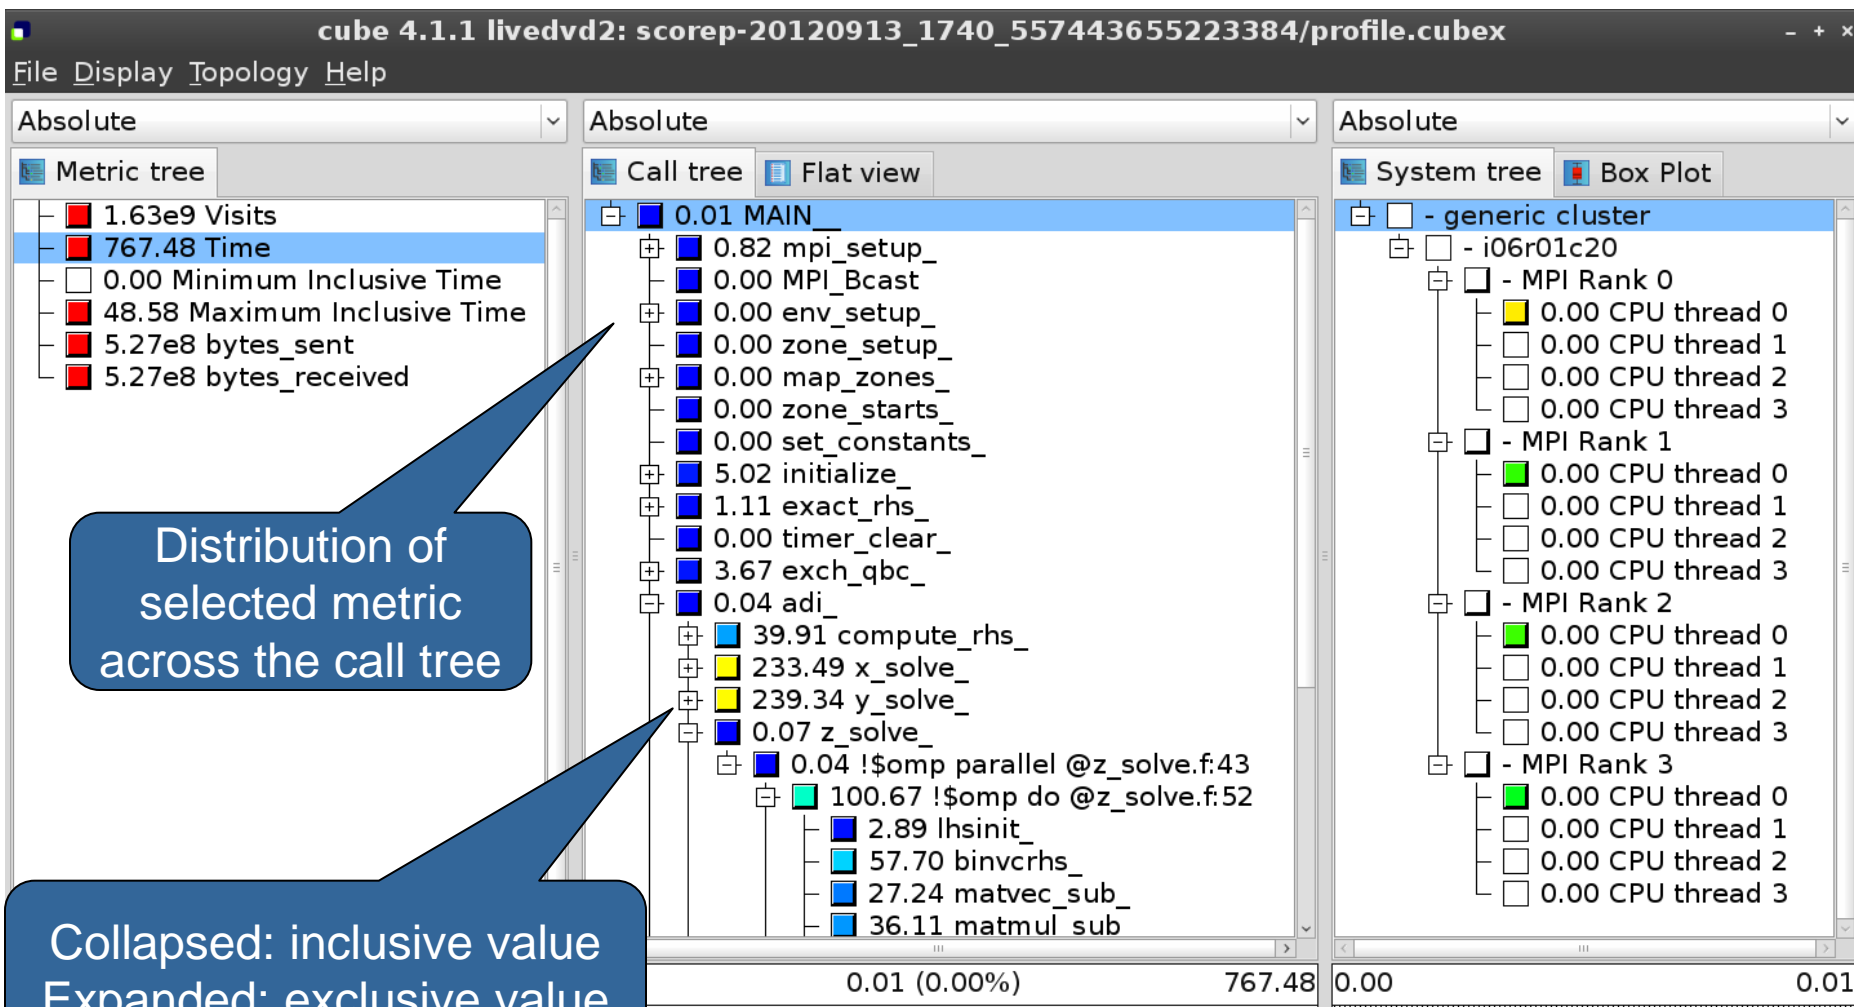 cube 4.1.1 livedvd2: scorep-20120913_1740_557443655223384/profile.cubex
File Display Topology Help
Absolute
Metric tree
1.63e9 Visits
767.48 Time
0.00 Minimum Inclusive Time
48.58 Maximum Inclusive Time
5.27e8 bytes_sent
5.27e8 bytes_received
Distribution of
selected metric
across the call tree
Collapsed: inclusive value
Expanded: exclusive value
Absolute
Call tree
Flat view
0.01 MAIN__
0.82 mpi_setup_
0.00 MPI_Bcast
0.00 env_setup_
0.00 zone_setup_
0.00 map_zones_
0.00 zone_starts_
0.00 set_constants_
5.02 initialize_
1.11 exact_rhs_
0.00 timer_clear_
3.67 exch_qbc_
0.04 adi_
39.91 compute_rhs_
233.49 x_solve_
239.34 y_solve_
0.07 z_solve_
0.04 !$omp parallel @z_solve.f:43
100.67 !$omp do @z_solve.f:52
2.89 lhsinit_
57.70 binvcrhs_
27.24 matvec_sub_
36.11 matmul_sub
0.01 (0.00%) 767.48
Absolute
System tree
Box Plot
- generic cluster
- i06r01c20
- MPI Rank 0
0.00 CPU thread 0
0.00 CPU thread 1
0.00 CPU thread 2
0.00 CPU thread 3
- MPI Rank 1
0.00 CPU thread 0
0.00 CPU thread 1
0.00 CPU thread 2
0.00 CPU thread 3
- MPI Rank 2
0.00 CPU thread 0
0.00 CPU thread 1
0.00 CPU thread 2
0.00 CPU thread 3
- MPI Rank 3
0.00 CPU thread 0
0.00 CPU thread 1
0.00 CPU thread 2
0.00 CPU thread 3
0.00 0.01